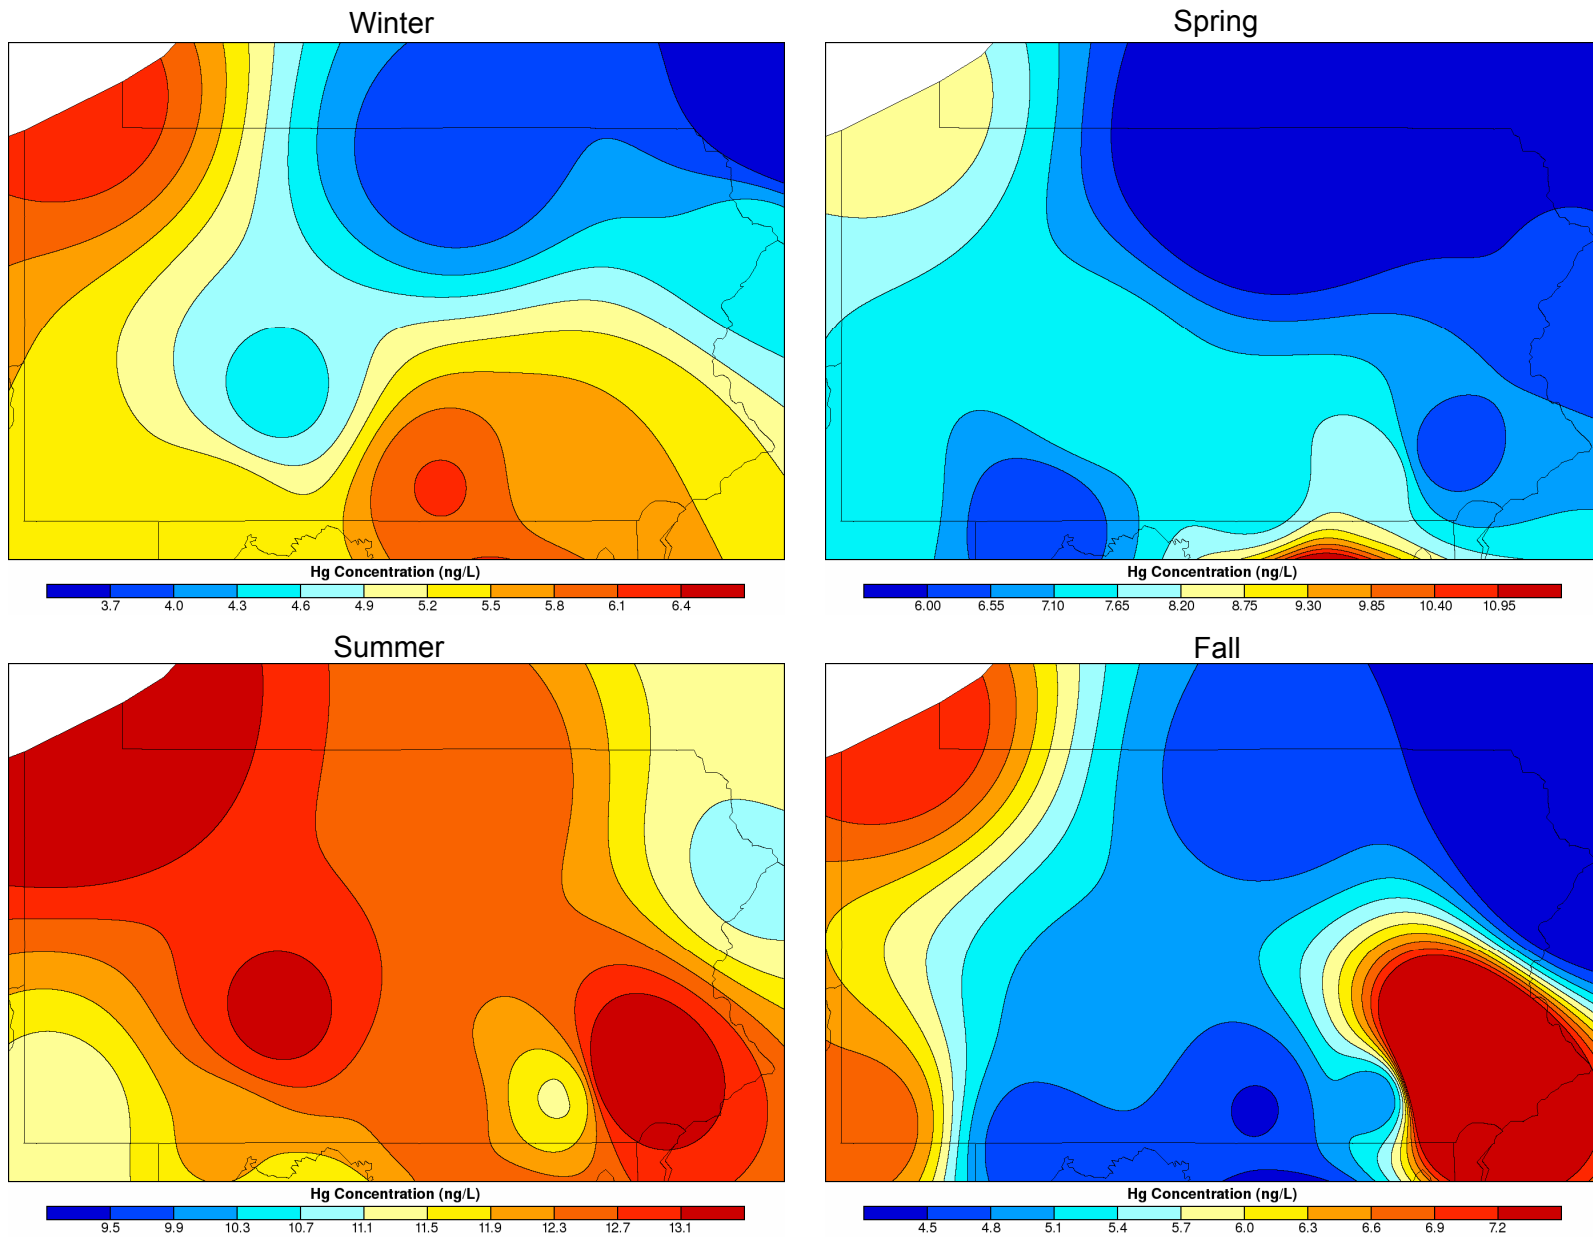 Winter
Spring
Hg Concentration (ng/L)
3.7 4.0 4.3 4.6 4.9 5.2 5.5 5.8 6.1 6.4
Hg Concentration (ng/L)
6.00 6.55 7.10 7.65 8.20 8.75 9.30 9.85 10.40 10.95
Summer
Fall
Hg Concentration (ng/L)
9.5 9.9 10.3 10.7 11.1 11.5 11.9 12.3 12.7 13.1
Hg Concentration (ng/L)
4.5 4.8 5.1 5.4 5.7 6.0 6.3 6.6 6.9 7.2